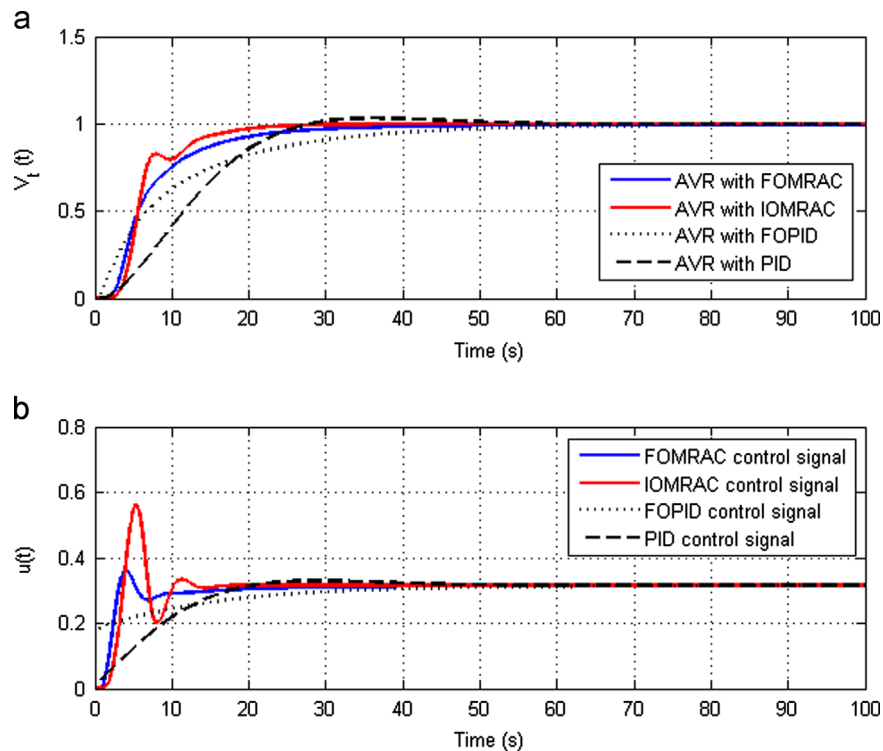 a
1.5
1
0.5
0
V_t (t)
AVR with FOMRAC
AVR with IOMRAC
AVR with FOPID
AVR with PID
0 10 20 30 40 50 60 70 80 90 100
Time (s)
b
0.8
0.6
0.4
0.2
0
u(t)
FOMRAC control signal
IOMRAC control signal
FOPID control signal
PID control signal
0 10 20 30 40 50 60 70 80 90 100
Time (s)